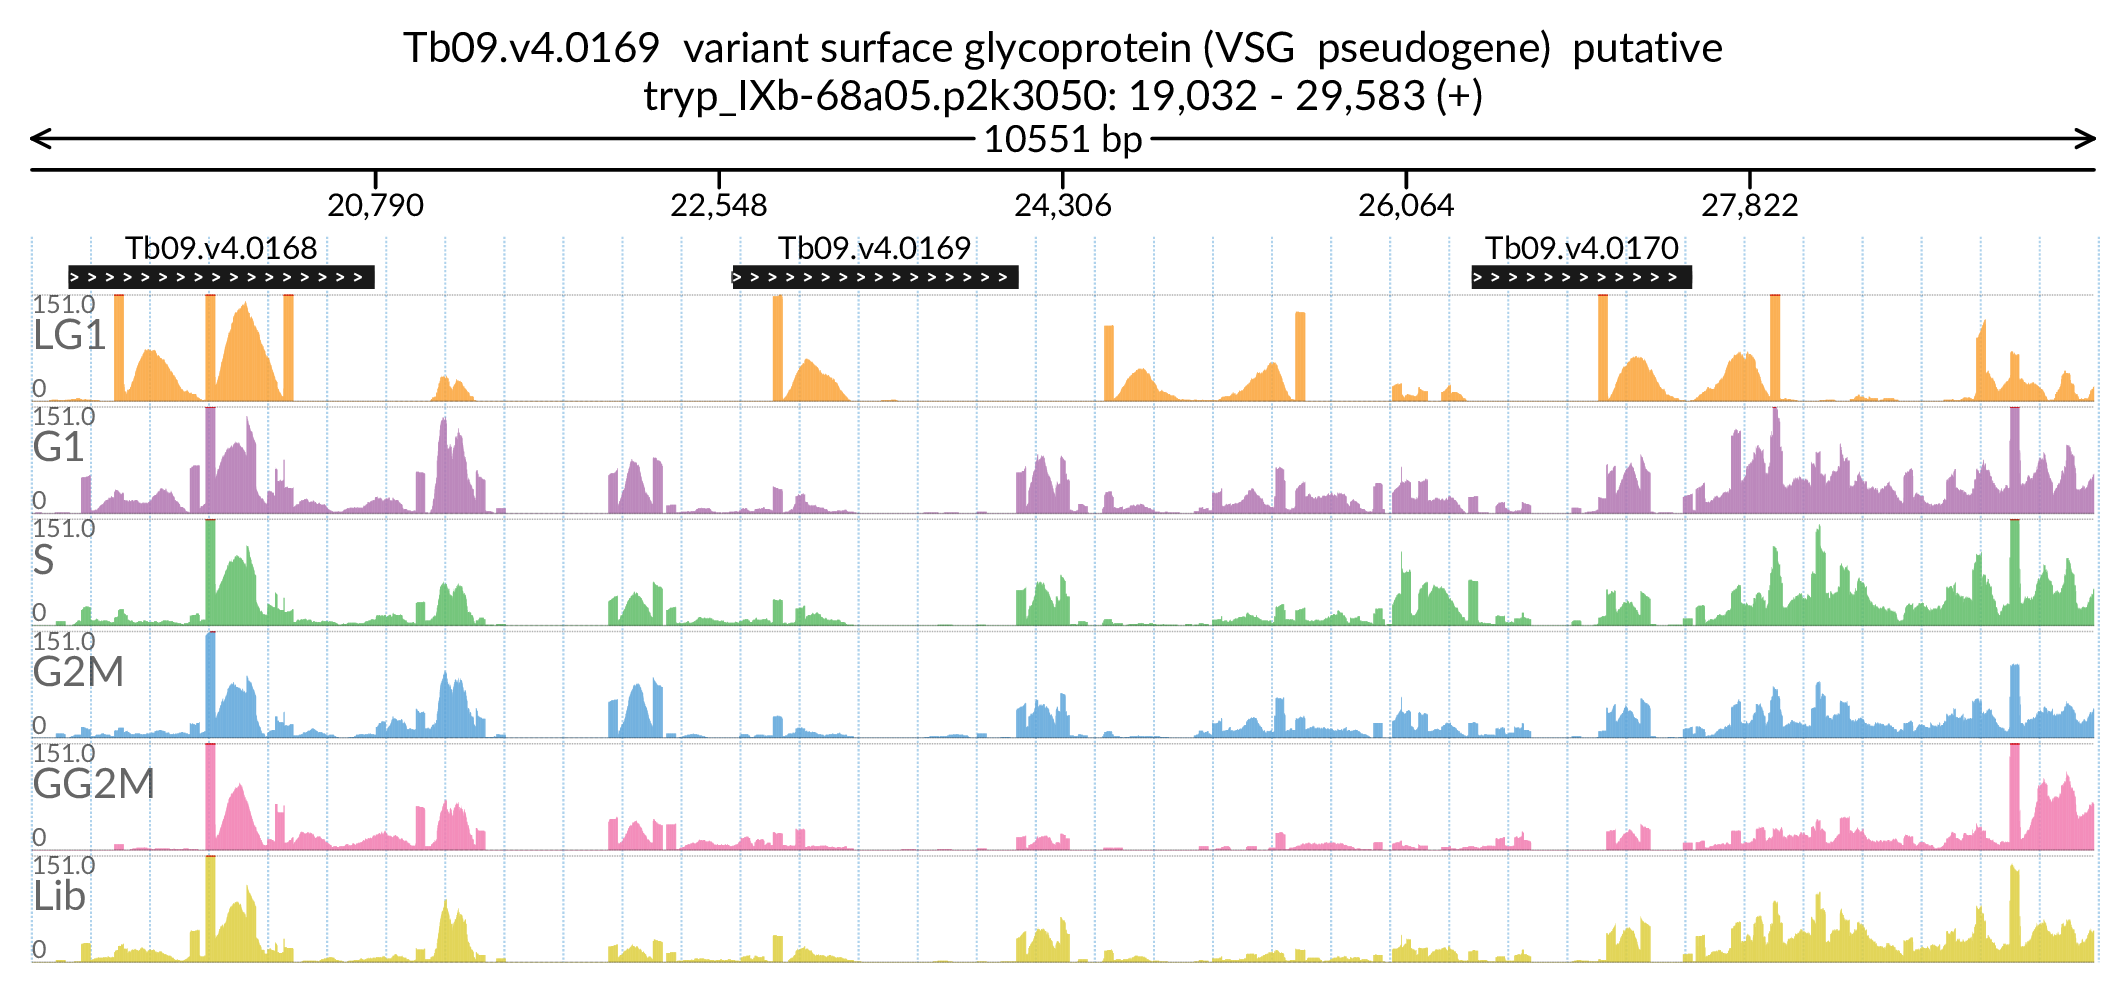 Tb09.v4.0169 variant surface glycoprotein (VSG pseudogene) putative
tryp_IXb-68a05.p2k3050: 19,032 - 29,583 (+)
10551 bp
20,790 22,548 24,306 26,064 27,822
Tb09.v4.0168 Tb09.v4.0169 Tb09.v4.0170
151.0
LG1
0
151.0
G1
0
151.0
S
0
151.0
G2M
0
151.0
GG2M
0
151.0
Lib
0